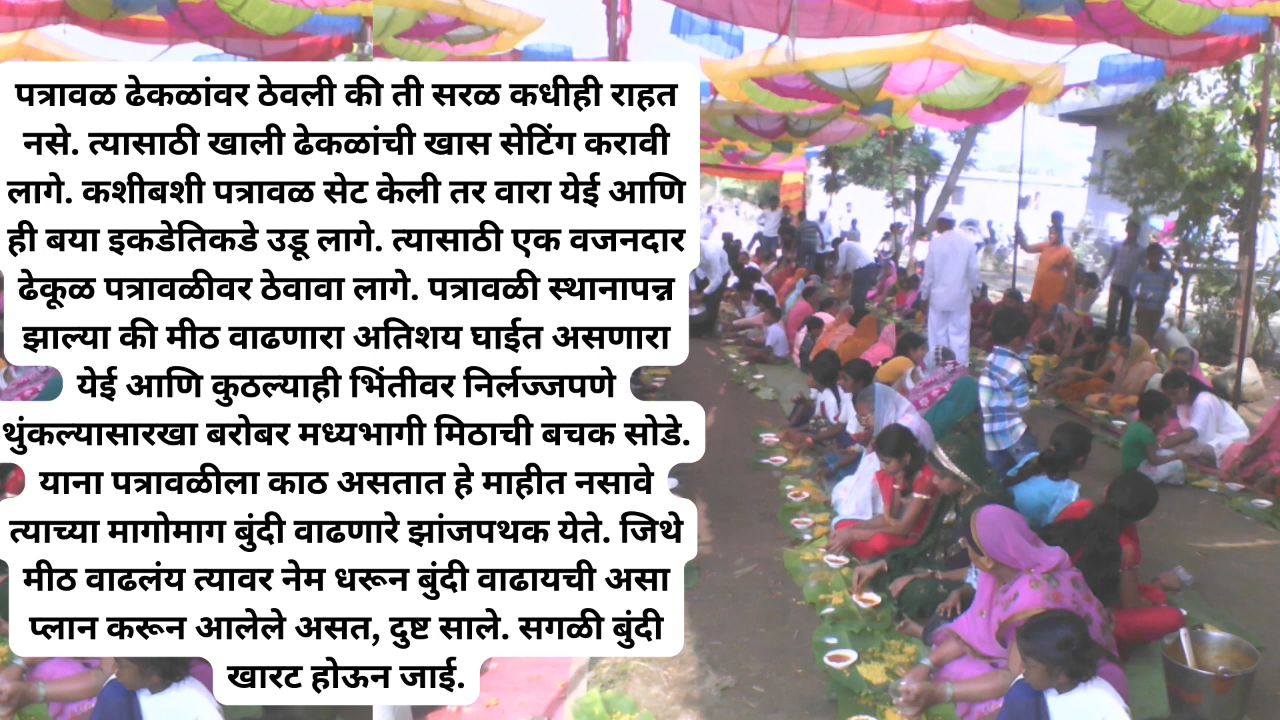 पत्रावळ ढेकळांवर ठेवली की ती सरळ कधीही राहत
नसे. त्यासाठी खाली ढेकळांची खास सेटिंग करावी
लागे. कशीबशी पत्रावळ सेट केली तर वारा येई आणि
ही बया इकडेतिकडे उडू लागे. त्यासाठी एक वजनदार
ढेकूळ पत्रावळीवर ठेवावा लागे. पत्रावळी स्थानापन्न
झाल्या की मीठ वाढणारा अतिशय घाईत असणारा
येई आणि कुठल्याही भिंतीवर निर्लज्जपणे
थुंकल्यासारखा बरोबर मध्यभागी मिठाची बचक सोडे.
याना पत्रावळीला काठ असतात हे माहीत नसावे
त्याच्या मागोमाग बुंदी वाढणारे झांजपथक येते. जिथे
मीठ वाढलंय त्यावर नेम धरून बुंदी वाढायची असा
प्लान करून आलेले असत, दुष्ट साले. सगळी बुंदी
खारट होऊन जाई.